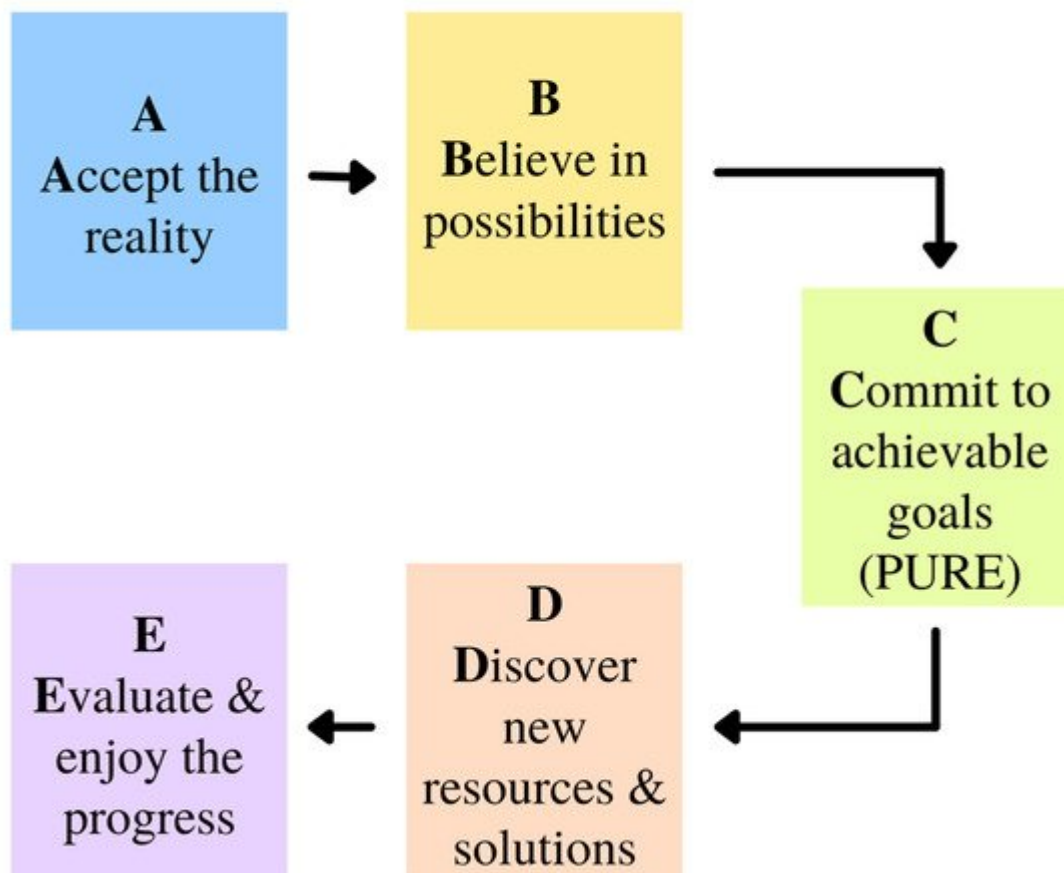 A
Accept the
reality
B
Believe in
possibilities
C
Commit to
achievable
goals
(PURE)
D
Discover
new
resources &
solutions
E
Evaluate &
enjoy the
progress